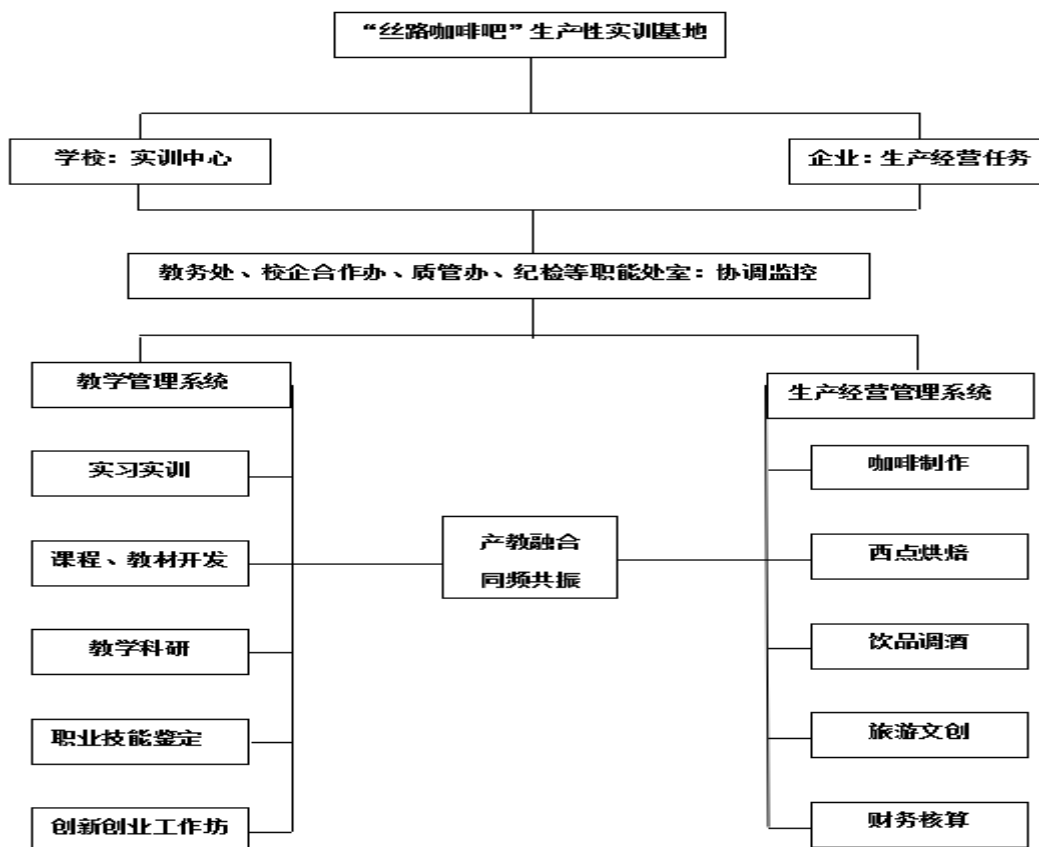 “丝路咖啡吧”生产性实训基地
学校：实训中心
企业：生产经营任务
教务处、校企合作办、质管办、纪检等职能处室：协调监控
教学管理系统
生产经营管理系统
实习实训
咖啡制作
产教融合
同频共振
课程、教材开发
西点烘焙
教学科研
饮品调酒
职业技能鉴定
旅游文创
创新创业工作坊
财务核算